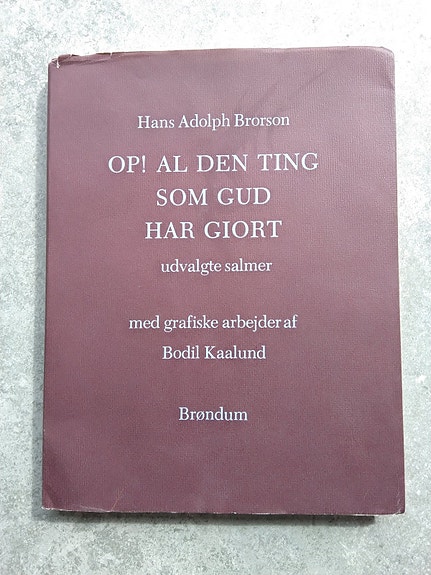 Hans Adolph Brorson
OP! AL DEN TING
SOM GUD
HAR GIORT
udvalgte salmer
med grafiske arbejder af
Bodil Kaalund
Brøndum